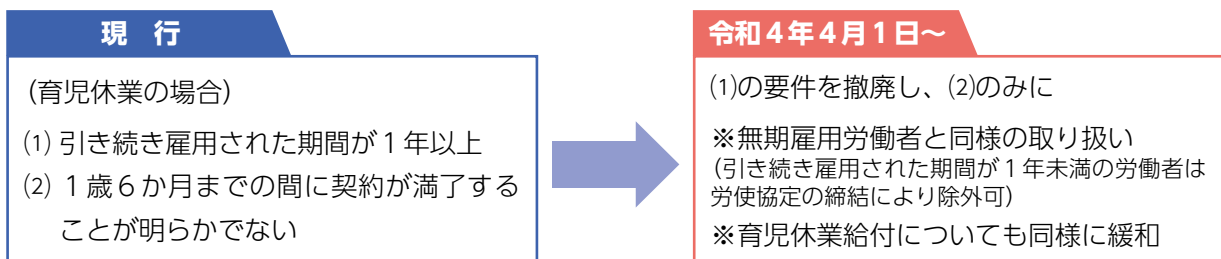 現 行
(育児休業の場合)
(1) 引き続き雇用された期間が1年以上
(2) 1歳6か月までの間に契約が満了する
ことが明らかでない
令和4年4月1日～
(1)の要件を撤廃し、(2)のみに
※無期雇用労働者と同様の取り扱い
(引き続き雇用された期間が1年未満の労働者は
労使協定の締結により除外可)
※育児休業給付についても同様に緩和